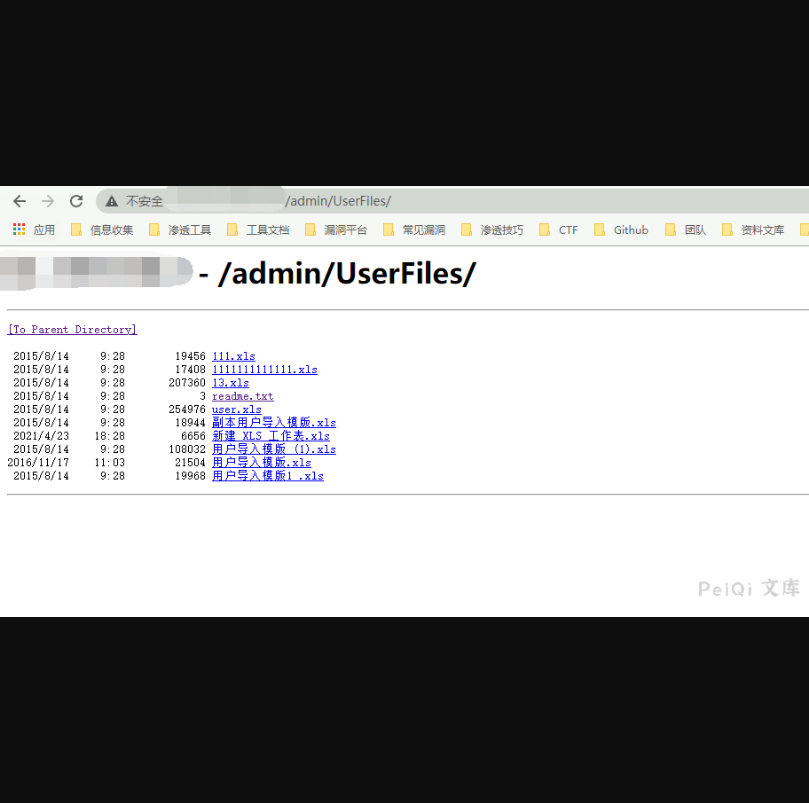 不安全 /admin/UserFiles/
应用 信息收集 渗透工具 工具文档 漏洞平台 常见漏洞 渗透技巧 CTF Github 团队 资料文库
- /admin/UserFiles/
[To Parent Directory]
2015/8/14 9:28 19456 111.xls
2015/8/14 9:28 17408 1111111111111.xls
2015/8/14 9:28 207360 13.xls
2015/8/14 9:28 3 readme.txt
2015/8/14 9:28 254976 user.xls
2015/8/14 9:28 18944 副本用户导入模版.xls
2021/4/23 18:28 6656 新建 XLS 工作表.xls
2015/8/14 9:28 108032 用户导入模版 (1).xls
2016/11/17 11:03 21504 用户导入模版.xls
2015/8/14 9:28 19968 用户导入模版1 .xls
PeiQi 文库